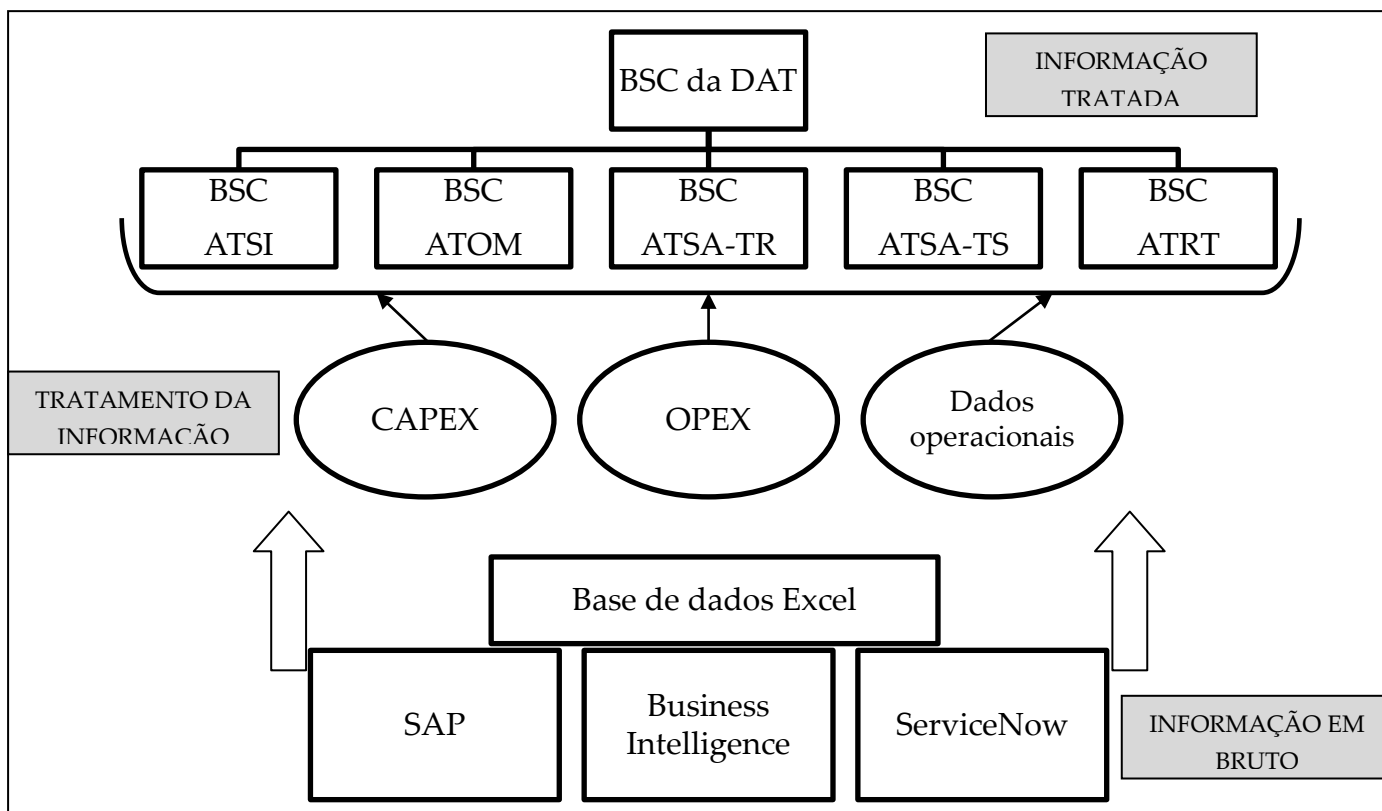 BSC da DAT
INFORMAÇÃO
TRATADA
BSC
ATSI
BSC
ATOM
BSC
ATSA-TR
BSC
ATSA-TS
BSC
ATRT
TRATAMENTO DA
INFORMAÇÃO
CAPEX
OPEX
Dados
operacionais
Base de dados Excel
SAP
Business
Intelligence
ServiceNow
INFORMAÇÃO EM
BRUTO